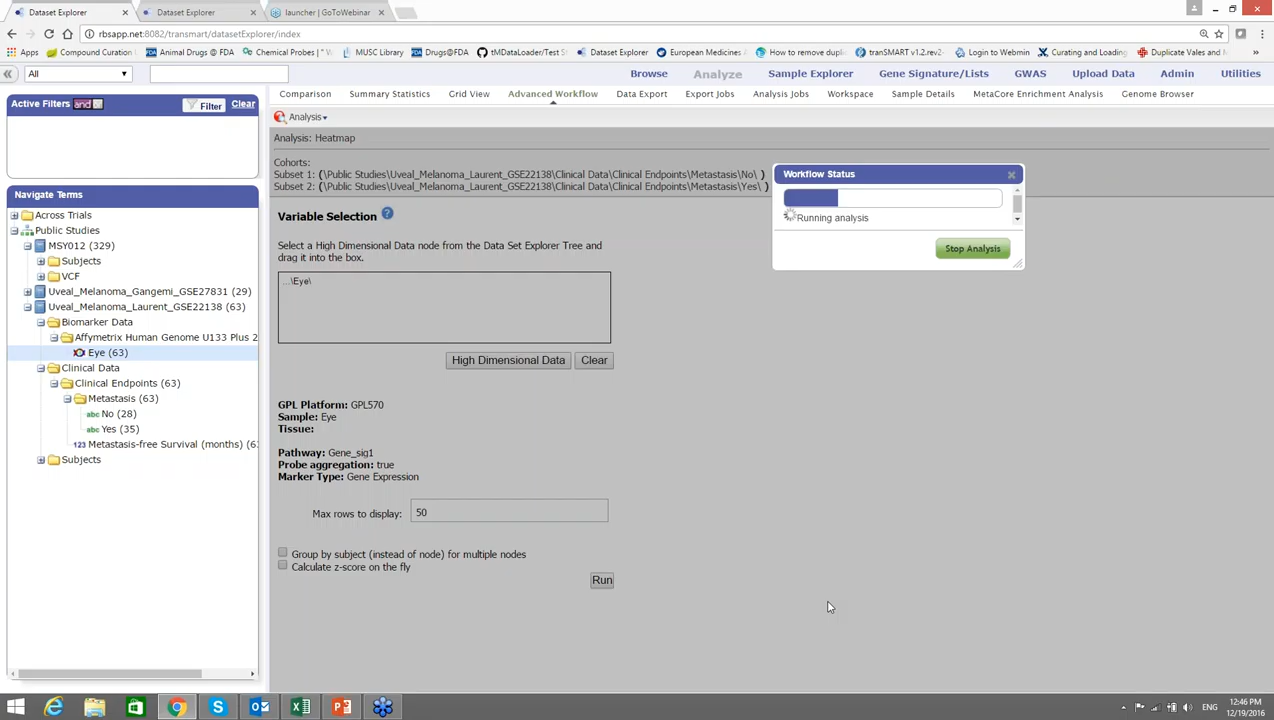 Dataset Explorer
Dataset Explorer
launcher | GoToWebinar
rbsapp.net:8082/transmart/datasetExplorer/index
Apps
Compound Curation
Animal Drugs @ FDA
Chemical Probes | "
MUSC Library
Drugs@FDA
tMDataLoader/Test S
Dataset Explorer
European Medicines
How to remove dupli
tranSMART v1.2.rev2-
Login to Webmin
Curating and Loading
Duplicate Vales and M
All
Browse
Analyze
Sample Explorer
Gene Signature/Lists
GWAS
Upload Data
Admin
Utilities
Active Filters
and
Filter
Clear
Comparison
Summary Statistics
Grid View
Advanced Workflow
Data Export
Export Jobs
Analysis Jobs
Workspace
Sample Details
MetaCore Enrichment Analysis
Genome Browser
Analysis
Analysis: Heatmap
Cohorts:
Subset 1: (\Public Studies\Uveal_Melanoma_Laurent_GSE22138\Clinical Data\Clinical Endpoints\Metastasis\No\ )
Subset 2: (\Public Studies\Uveal_Melanoma_Laurent_GSE22138\Clinical Data\Clinical Endpoints\Metastasis\Yes\ )
Workflow Status
Running analysis
Stop Analysis
Navigate Terms
Across Trials
Public Studies
MSY012 (329)
Subjects
VCF
Uveal_Melanoma_Gangemi_GSE27831 (29)
Uveal_Melanoma_Laurent_GSE22138 (63)
Biomarker Data
Affymetrix Human Genome U133 Plus 2
Eye (63)
Clinical Data
Clinical Endpoints (63)
Metastasis (63)
abc No (28)
abc Yes (35)
123 Metastasis-free Survival (months) (63
Subjects
Variable Selection ?
Select a High Dimensional Data node from the Data Set Explorer Tree and
drag it into the box.
...\Eye\
High Dimensional Data
Clear
GPL Platform: GPL570
Sample: Eye
Tissue:
Pathway: Gene_sig1
Probe aggregation: true
Marker Type: Gene Expression
Max rows to display: 50
Group by subject (instead of node) for multiple nodes
Calculate z-score on the fly
Run
ENG
12:46 PM
12/19/2016